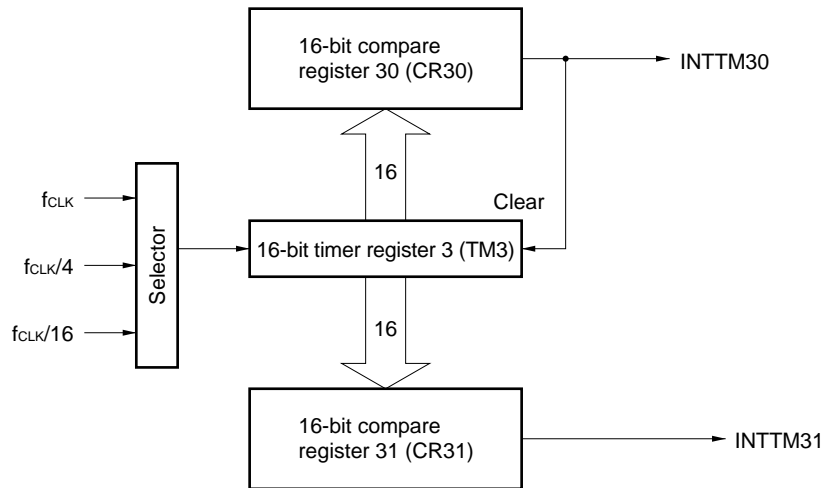 16-bit compare
register 30 (CR30)
INTTM30
16
Clear
fCLK
Selector
16-bit timer register 3 (TM3)
fCLK/4
fCLK/16
16
16-bit compare
register 31 (CR31)
INTTM31